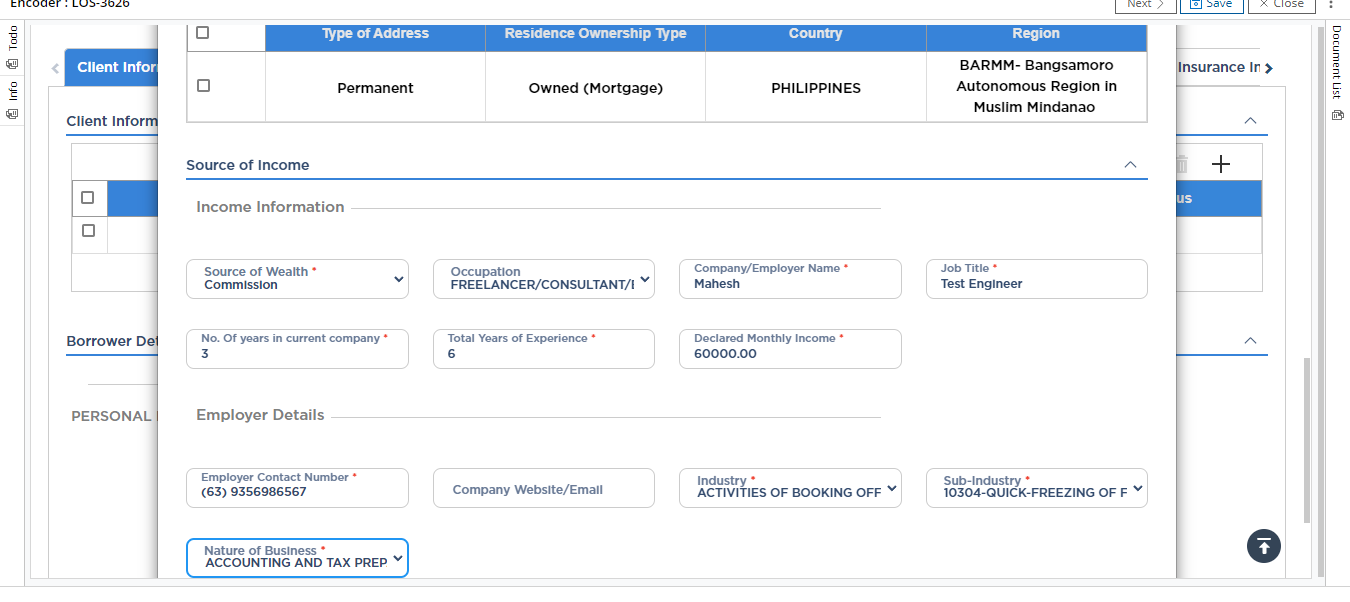 Encoder : LOS-3626
Next
Save
Close
Todo
Info
Document List
Client Infor
Insurance In
Client Inform
us
Borrower Det
PERSONAL
Type of Address
Residence Ownership Type
Country
Region
Permanent
Owned (Mortgage)
PHILIPPINES
BARMM- Bangsamoro
Autonomous Region in
Muslim Mindanao
Source of Income
Income Information
Source of Wealth *
Commission
Occupation
FREELANCER/CONSULTANT/
Company/Employer Name *
Mahesh
Job Title *
Test Engineer
No. Of years in current company *
3
Total Years of Experience *
6
Declared Monthly Income *
60000.00
Employer Details
Employer Contact Number *
(63) 9356986567
Company Website/Email
Industry *
ACTIVITIES OF BOOKING OFF
Sub-Industry *
10304-QUICK-FREEZING OF F
Nature of Business *
ACCOUNTING AND TAX PREP